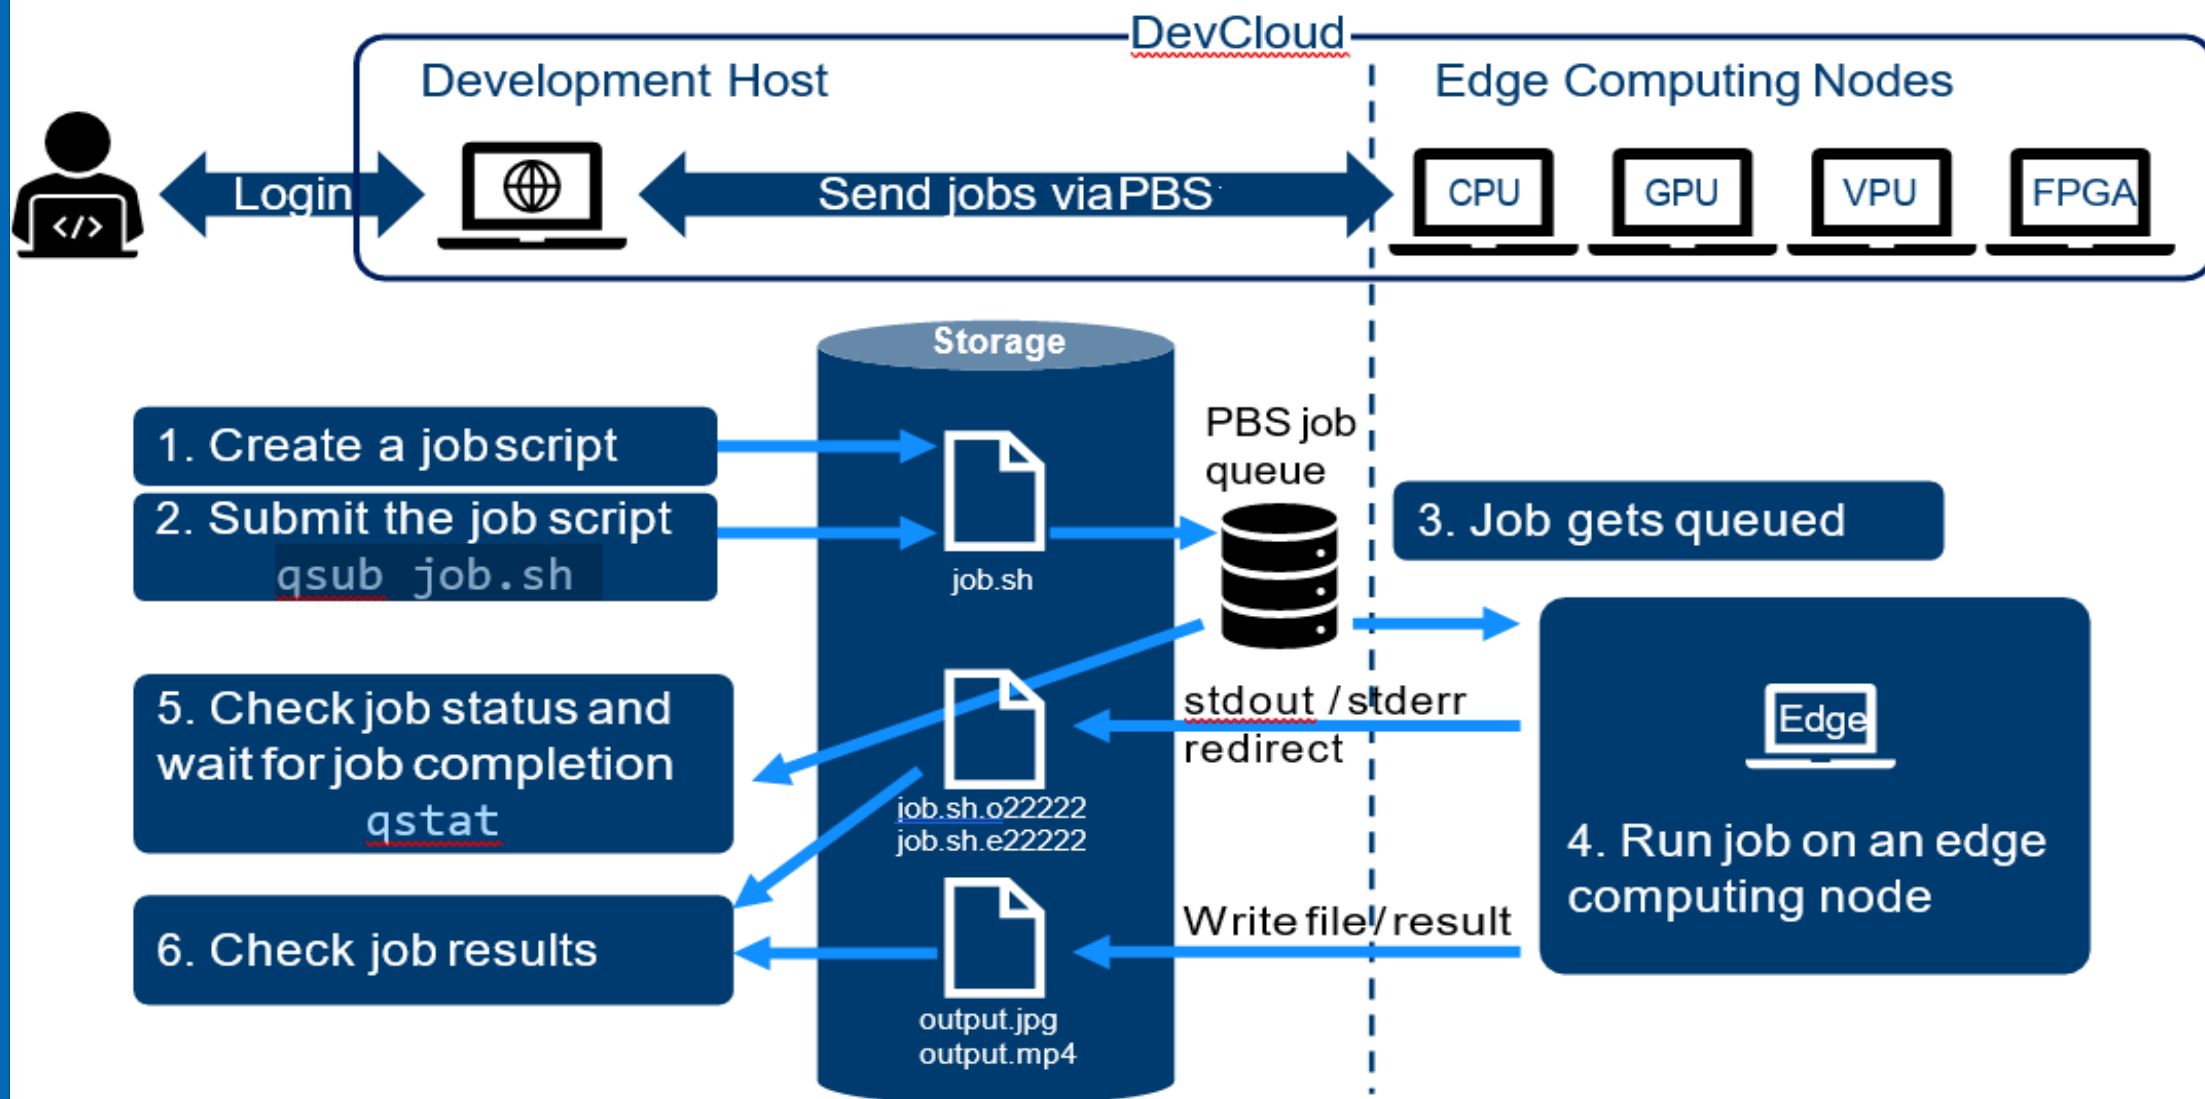 DevCloud
Development Host
Edge Computing Nodes
</>
Login
Send jobs via PBS
CPU
GPU
VPU
FPGA
Storage
1. Create a job script
2. Submit the job script
qsub job.sh
job.sh
PBS job
queue
3. Job gets queued
5. Check job status and
wait for job completion
qstat
stdout / stderr
redirect
job.sh.o22222
job.sh.e22222
Edge
4. Run job on an edge
computing node
6. Check job results
Write file / result
output.jpg
output.mp4